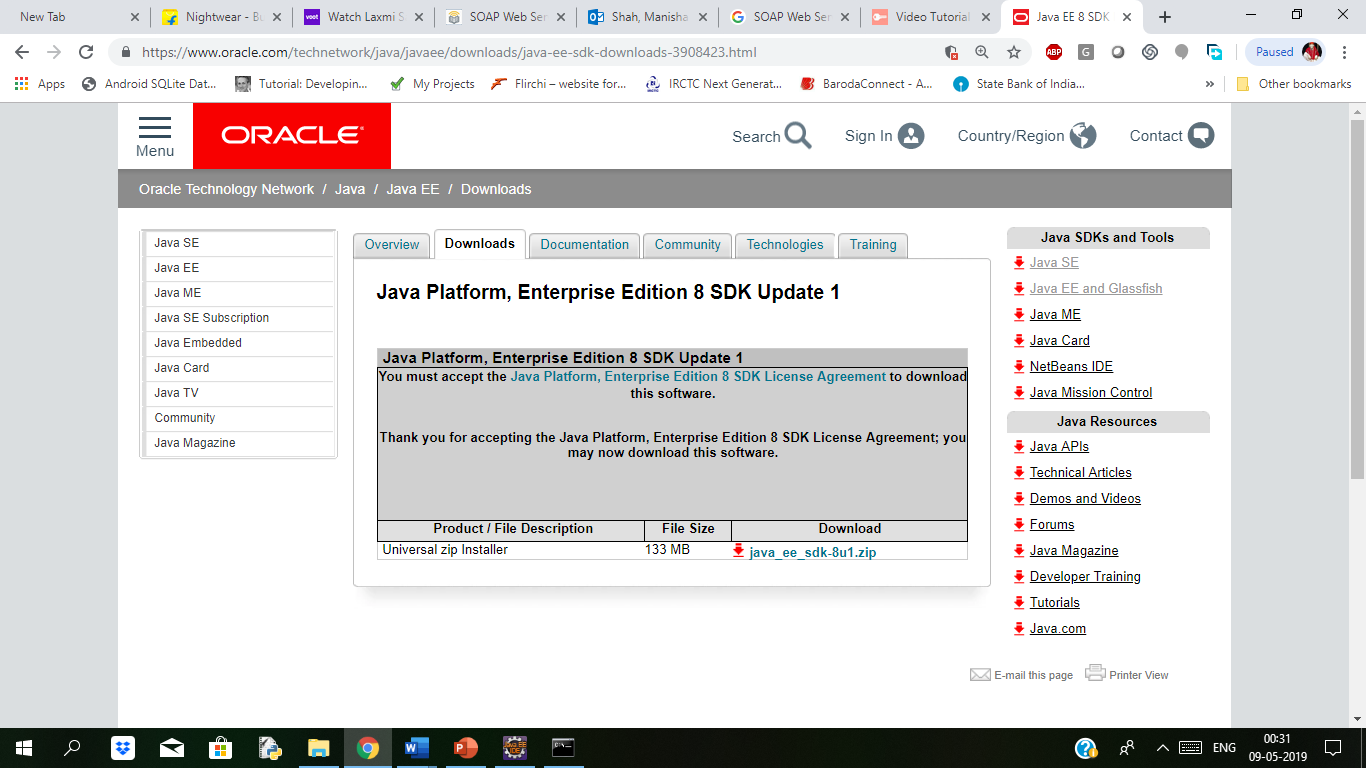 New Tab
Nightwear - Bu
voot
Watch Laxmi S
SOAP Web Ser
Shah, Manisha
SOAP Web Ser
Video Tutorial
Java EE 8 SDK
https://www.oracle.com/technetwork/java/javaee/downloads/java-ee-sdk-downloads-3908423.html
ABP
G
Paused
Apps
Android SQLite Dat...
Tutorial: Developin...
My Projects
Flirchi – website for...
IRCTC Next Generat...
BarodaConnect - A...
State Bank of India...
»
Other bookmarks
Menu
ORACLE
Search
Sign In
Country/Region
Contact
Oracle Technology Network / Java / Java EE / Downloads
Java SE
Java EE
Java ME
Java SE Subscription
Java Embedded
Java Card
Java TV
Community
Java Magazine
Overview
Downloads
Documentation
Community
Technologies
Training
Java Platform, Enterprise Edition 8 SDK Update 1
Java Platform, Enterprise Edition 8 SDK Update 1
You must accept the Java Platform, Enterprise Edition 8 SDK License Agreement to download
this software.
Thank you for accepting the Java Platform, Enterprise Edition 8 SDK License Agreement; you
may now download this software.
Product / File Description
File Size
Download
Universal zip Installer
133 MB
java_ee_sdk-8u1.zip
Java SDKs and Tools
Java SE
Java EE and Glassfish
Java ME
Java Card
NetBeans IDE
Java Mission Control
Java Resources
Java APIs
Technical Articles
Demos and Videos
Forums
Java Magazine
Developer Training
Tutorials
Java.com
E-mail this page
Printer View
ENG
00:31
09-05-2019